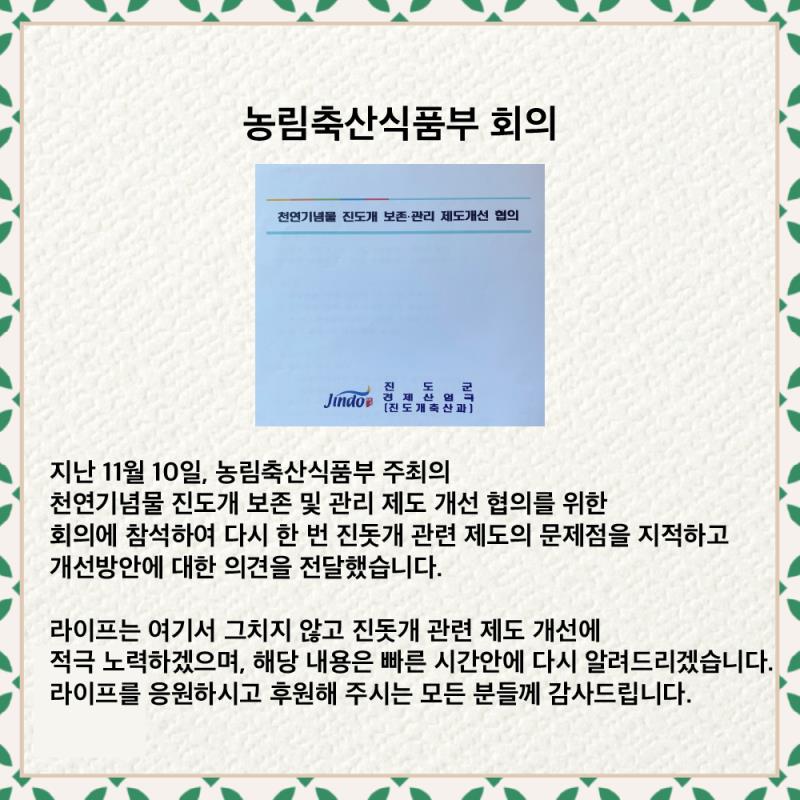 농림축산식품부 회의
천연기념물 진도개 보존·관리 제도개선 협의
Jindo
진 도 군
경제산업국
[진도개축산과]
지난 11월 10일, 농림축산식품부 주최의
천연기념물 진도개 보존 및 관리 제도 개선 협의를 위한
회의에 참석하여 다시 한 번 진돗개 관련 제도의 문제점을 지적하고
개선방안에 대한 의견을 전달했습니다.
라이프는 여기서 그치지 않고 진돗개 관련 제도 개선에
적극 노력하겠으며, 해당 내용은 빠른 시간안에 다시 알려드리겠습니다.
라이프를 응원하시고 후원해 주시는 모든 분들께 감사드립니다.